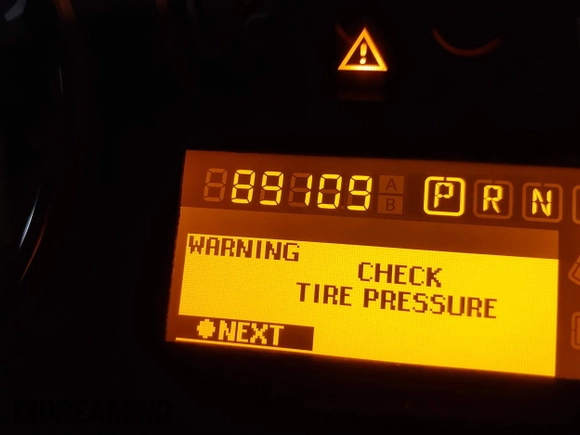 89109
A
B
P R N
WARNING
CHECK
TIRE PRESSURE
NEXT